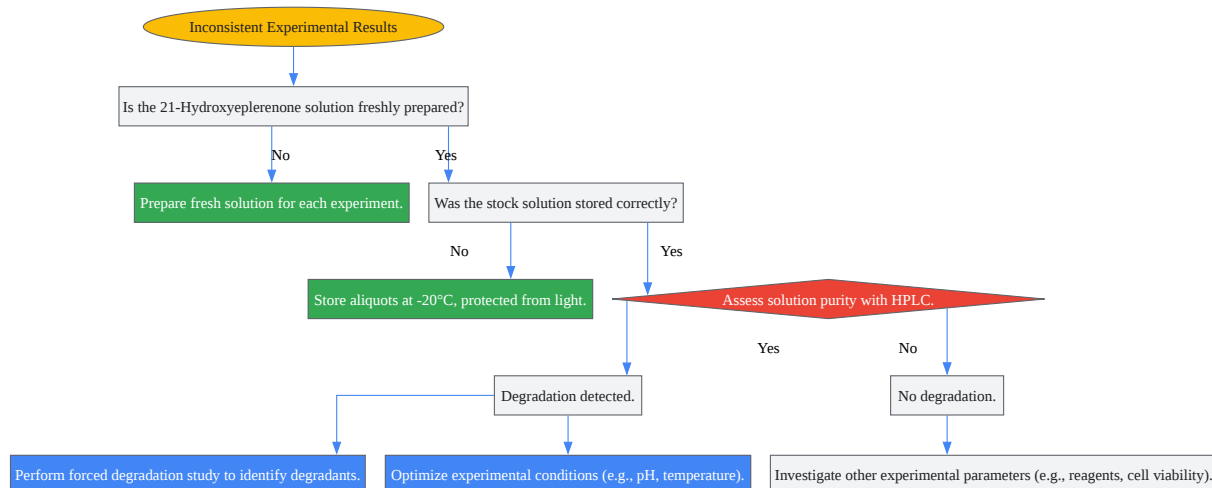 Inconsistent Experimental Results
Is the 21-Hydroxyeplerenone solution freshly prepared?
No
Yes
Prepare fresh solution for each experiment.
Was the stock solution stored correctly?
No
Yes
Store aliquots at -20°C, protected from light.
Assess solution purity with HPLC.
Yes
No
Degradation detected.
No degradation.
Perform forced degradation study to identify degradants.
Optimize experimental conditions (e.g., pH, temperature).
Investigate other experimental parameters (e.g., reagents, cell viability).